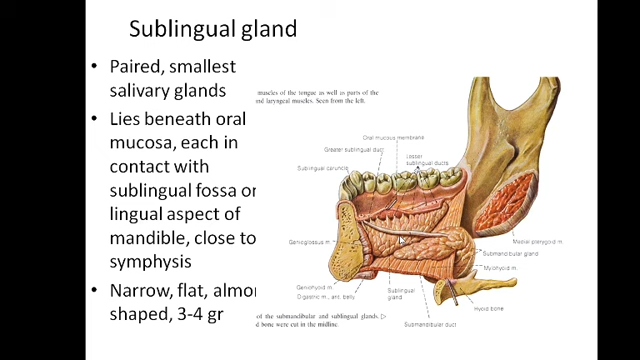 Sublingual gland
• Paired, smallest
salivary glands
• Lies beneath oral
mucosa, each in
contact with
sublingual fossa on
lingual aspect of
mandible, close to
symphysis
• Narrow, flat, almon
shaped, 3-4 gr
muscles of the tongue as well as parts of the
nd laryngeal muscles. Seen from the left.
Oral mucous membrane
Greater sublingual duct
Lesser
sublingual ducts
Sublingual caruncle
Genioglossus m.
Medial pterygoid m.
Submandibular gland
Mylohyoid m.
Geniohyoid m.
Digastric m., ant. belly
Sublingual
gland
Hyoid bone
Submandibular duct
of the submandibular and sublingual glands. ▷
d bone were cut in the midline.